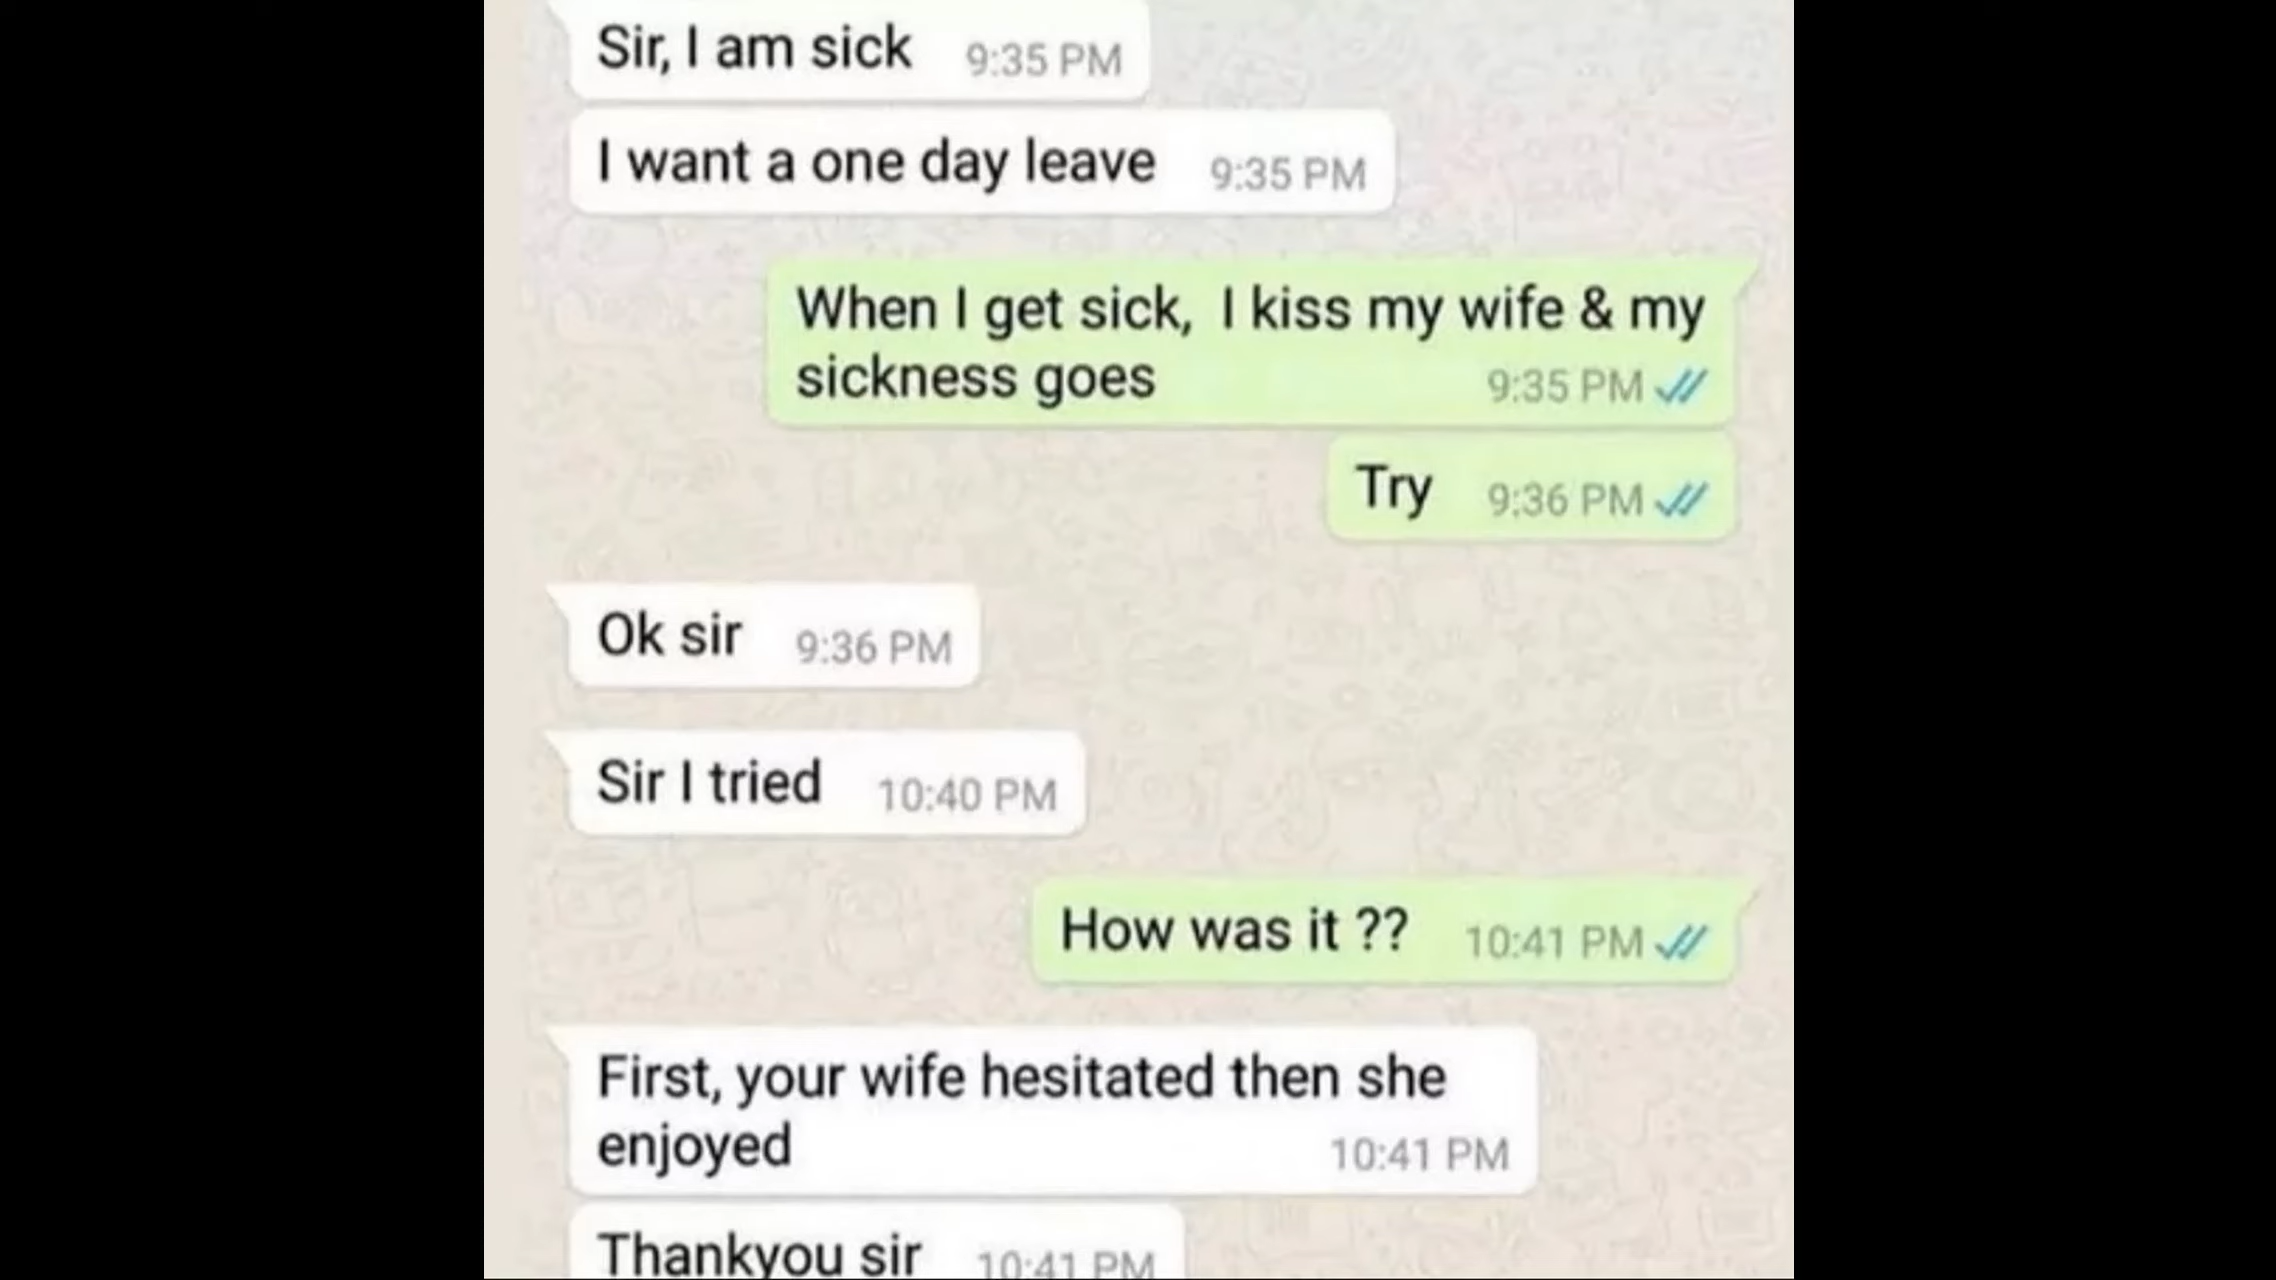 Sir, I am sick 9:35 PM
I want a one day leave 9:35 PM
When I get sick, I kiss my wife & my
sickness goes 9:35 PM
Try 9:36 PM
Ok sir 9:36 PM
Sir I tried 10:40 PM
How was it ?? 10:41 PM
First, your wife hesitated then she
enjoyed 10:41 PM
Thankyou sir 10:41 PM